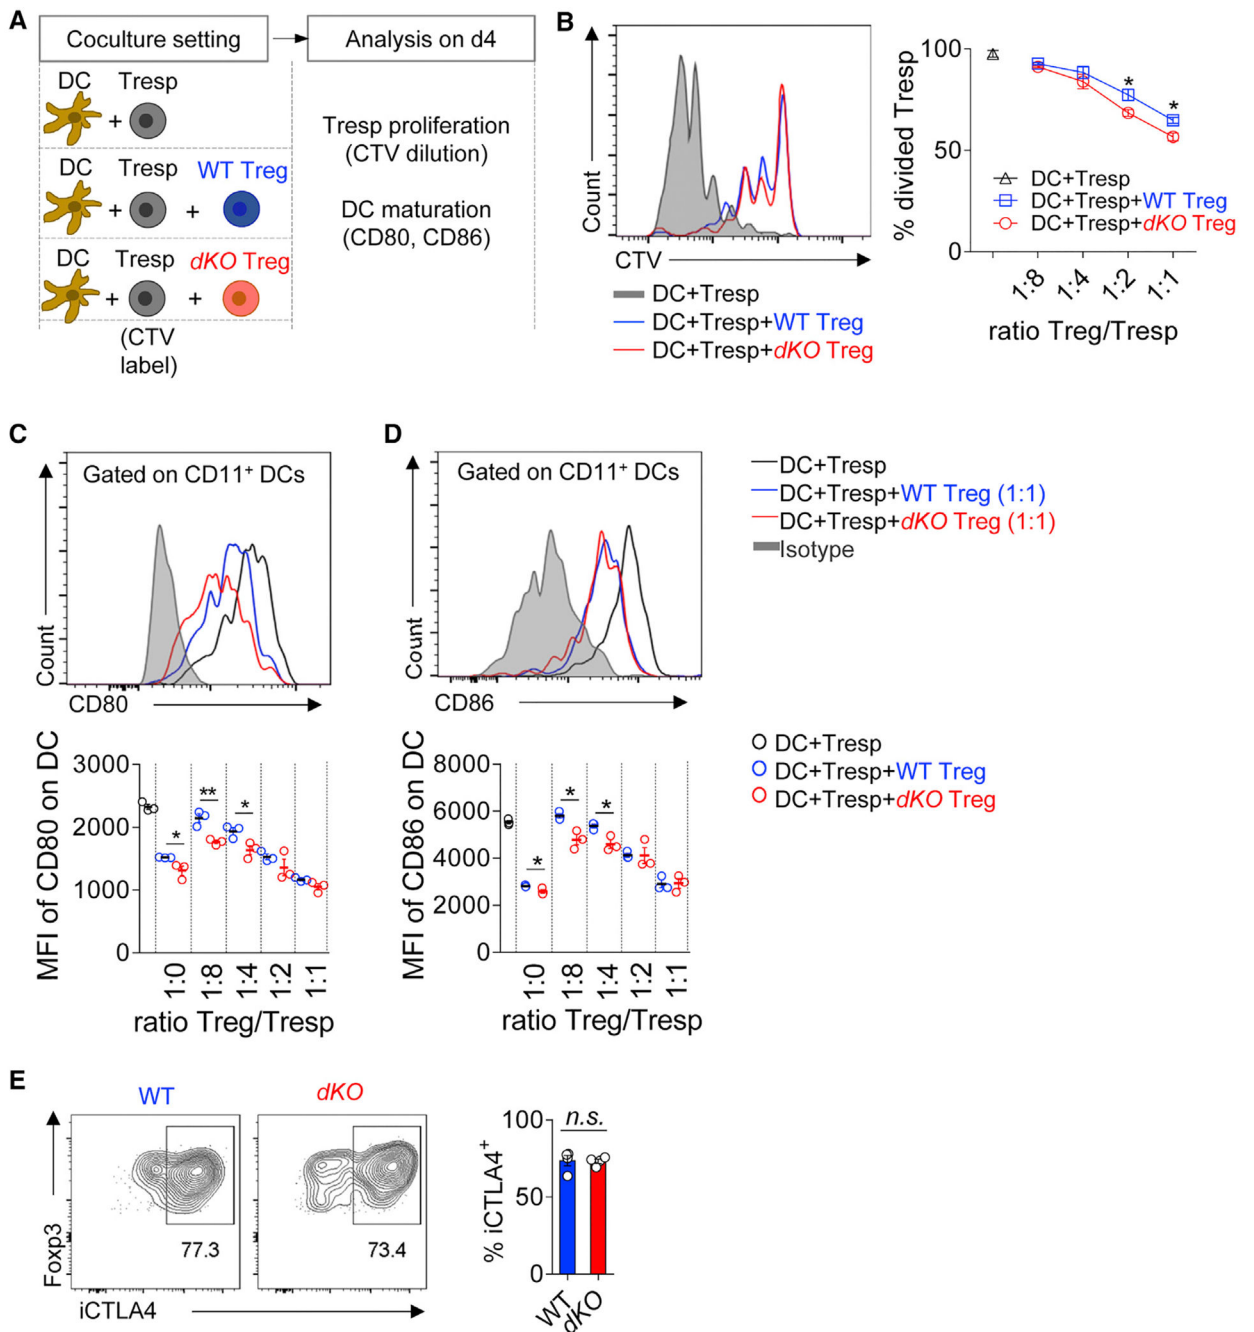 A
Coculture setting
Analysis on d4
DC Tresp
+
DC Tresp WT Treg
+ +
DC Tresp dKO Treg
+ +
(CTV
label)
Tresp proliferation
(CTV dilution)
DC maturation
(CD80, CD86)
B
Count
CTV
DC+Tresp
DC+Tresp+WT Treg
DC+Tresp+dKO Treg
% divided Tresp
100
50
0
* *
DC+Tresp
DC+Tresp+WT Treg
DC+Tresp+dKO Treg
1:8 1:4 1:2 1:1
ratio Treg/Tresp
C
Gated on CD11+ DCs
Count
CD80
MFI of CD80 on DC
3000
2000
1000
0
* ** *
1:0 1:8 1:4 1:2 1:1
ratio Treg/Tresp
D
Gated on CD11+ DCs
Count
CD86
DC+Tresp
DC+Tresp+WT Treg (1:1)
DC+Tresp+dKO Treg (1:1)
Isotype
MFI of CD86 on DC
8000
6000
4000
2000
0
* * *
1:0 1:8 1:4 1:2 1:1
ratio Treg/Tresp
DC+Tresp
DC+Tresp+WT Treg
DC+Tresp+dKO Treg
E
WT
dKO
Foxp3
77.3
73.4
iCTLA4
% iCTLA4+
100
50
0
n.s.
WT
dKO